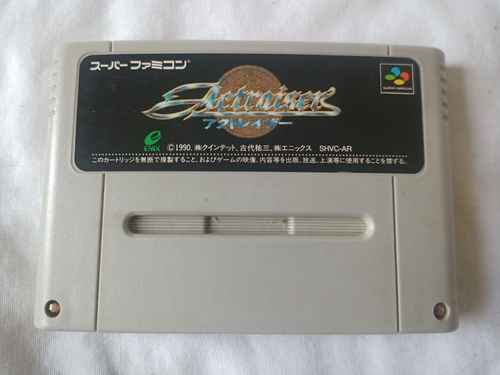 スーパーファミコン
Actraiser
アクトレイザー
SUPER FAMICOM
ENIX
©1990, ㈱クインテット、古代祐三、㈱エニックス SHVC-AR
このカートリッジを無断で複製すること、およびゲームの映像、内容等を出版、放送、上演等に使用することを禁ずる。